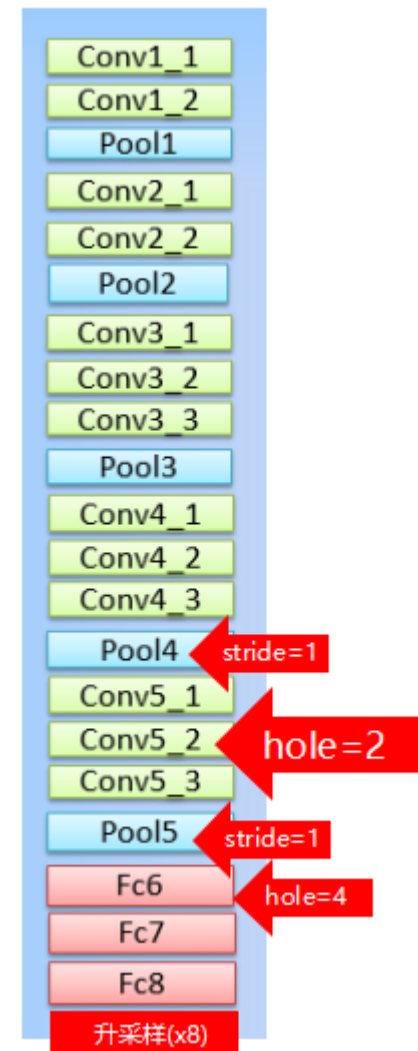 Conv1_1
Conv1_2
Pool1
Conv2_1
Conv2_2
Pool2
Conv3_1
Conv3_2
Conv3_3
Pool3
Conv4_1
Conv4_2
Conv4_3
Pool4 stride=1
Conv5_1
Conv5_2 hole=2
Conv5_3
Pool5 stride=1
Fc6 hole=4
Fc7
Fc8
升采样(x8)